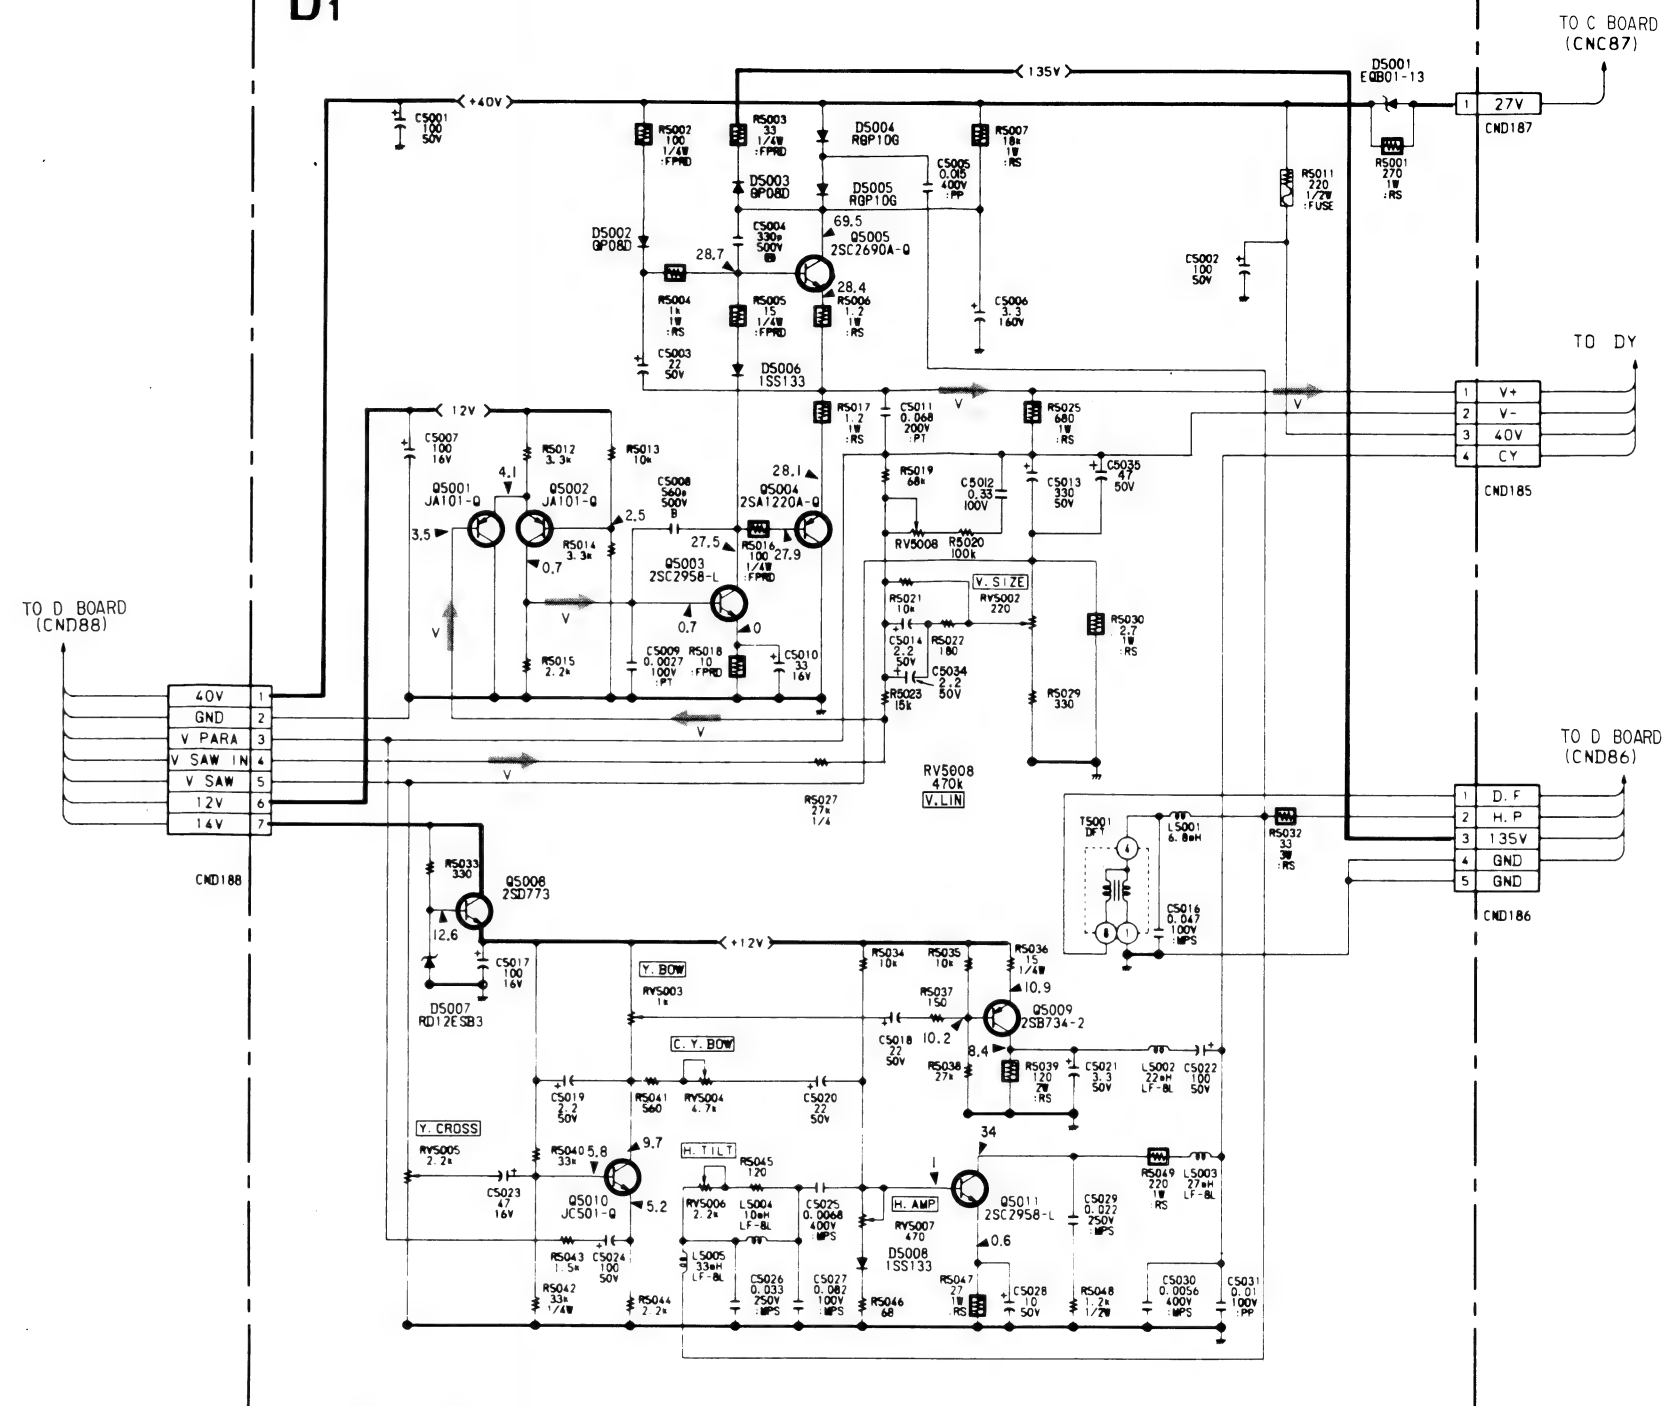 D1
TO C BOARD
(CNC87)
135V
D5001
EQB01-13
+40V
C5001
100
50V
R5002
100
1/4W
:FPRD
R5003
33
1/4W
:FPRD
D5004
RGP10G
R5007
18k
1W
:RS
1 27V
CND187
R5001
270
1W
:RS
D5003
GP08D
D5005
RGP10G
C5005
0.015
400V
:PP
R5011
220
1/2W
:FUSE
D5002
GP08D
C5004
330p
500V
B
69.5
Q5005
2SC2690A-Q
28.7
28.4
C5002
100
50V
R5004
1k
1W
:RS
R5005
15
1/4W
:FPRD
R5006
1.2
1W
:RS
C5006
3.3
160V
TO DY
C5003
22
50V
D5006
1SS133
V
V
1 V+
2 V-
3 40V
4 CY
CND185
12V
R5017
1.2
1W
:RS
C5011
0.068
200V
:PT
R5025
680
1W
:RS
C5007
100
16V
R5012
3.3k
R5013
10k
4.1
28.1
R5019
68k
C5012
0.33
100V
C5013
330
50V
C5035
47
50V
Q5001
JA101-Q
Q5002
JA101-Q
C5008
560p
500V
B
Q5004
2SA1220A-Q
3.5
2.5
R5014
3.3k
0.7
27.5
R5016
100
1/4W
:FPRD
27.9
RV5008
R5020
100k
Q5003
2SC2958-L
V.SIZE
R5021
10k
RV5002
220
TO D BOARD
(CND88)
V
V
0.7
0
C5014
2.2
50V
R5022
180
R5030
2.7
1W
:RS
R5015
2.2k
C5009
0.0027
100V
:PT
R5018
10
:FPRD
C5010
33
16V
C5034
2.2
50V
R5023
15k
R5029
330
40V 1
GND 2
V PARA 3
V SAW IN 4
V SAW 5
12V 6
14V 7
CND188
V
V
RV5008
470k
V.LIN
R5027
27k
1/4
TO D BOARD
(CND86)
1 D.F
2 H.P
3 135V
4 GND
5 GND
CND186
T5001
DFT
4
8
1
L5001
6.8mH
R5032
33
3W
:RS
C5016
0.047
100V
:MPS
R5033
330
Q5008
2SD773
12.6
+12V
C5017
100
16V
D5007
RD12ESB3
Y. BOW
RV5003
1k
R5034
10k
R5035
10k
R5036
15
1/4W
R5037
150
10.9
Q5009
2SB734-2
C5018
22
50V
10.2
8.4
C. Y. BOW
R5038
27k
R5039
120
2W
:RS
C5021
3.3
50V
L5002
22mH
LF-8L
C5022
100
50V
C5019
2.2
50V
R5041
560
RV5004
4.7k
C5020
22
50V
Y. CROSS
RV5005
2.2k
R5040
33k
5.8
9.7
H. TILT
R5045
120
34
C5023
47
16V
Q5010
JC501-Q
5.2
RV5006
2.2k
L5004
10mH
LF-8L
C5025
0.0068
400V
:MPS
1
H. AMP
RV5007
470
Q5011
2SC2958-L
R5049
220
1W
:RS
L5003
27mH
LF-8L
C5029
0.022
250V
:MPS
R5043
1.5k
C5024
100
50V
L5005
33mH
LF-8L
D5008
1SS133
0.6
R5042
33k
1/4W
R5044
2.2k
C5026
0.033
250V
:MPS
C5027
0.082
100V
:MPS
R5046
68
R5047
27
1W
:RS
C5028
10
50V
R5048
1.2k
1/2W
C5030
0.0056
400V
:MPS
C5031
0.01
100V
:PP